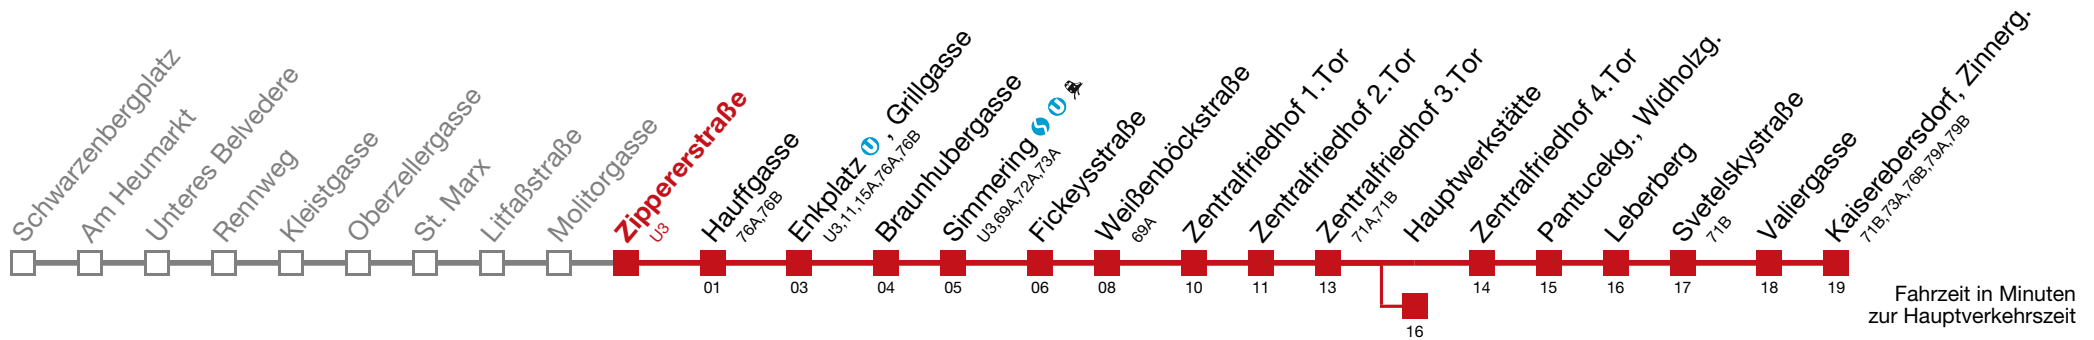 Schwarzenbergplatz
Am Heumarkt
Unteres Belvedere
Rennweg
Kleistgasse
Oberzellergasse
St. Marx
Litfaßstraße
Molitorgasse
Zippererstraße
U3
Hauffgasse
76A,76B
01
Enkplatz U, Grillgasse
U3,11,15A,76A,76B
03
Braunhubergasse
04
Simmering S U
U3,69A,72A,73A
05
Fickeysstraße
06
Weißenböckstraße
69A
08
Zentralfriedhof 1.Tor
10
Zentralfriedhof 2.Tor
11
Zentralfriedhof 3.Tor
71A,71B
13
Hauptwerkstätte
16
Zentralfriedhof 4.Tor
14
Pantucekg., Widholzg.
15
Leberberg
16
Svetelskystraße
71B
17
Valiergasse
18
Kaiserebersdorf, Zinnerg.
71B,73A,76B,79A,79B
19
Fahrzeit in Minuten
zur Hauptverkehrszeit